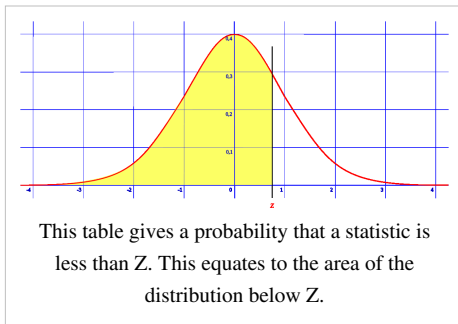 0,4
0,3
0,2
0,1
-4 -3 -2 -1 0 1 2 3 4
Z
This table gives a probability that a statistic is
less than Z. This equates to the area of the
distribution below Z.